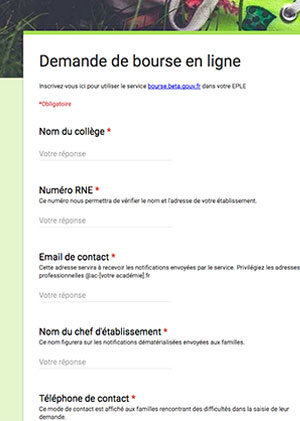 Demande de bourse en ligne
Inscrivez-vous ici pour utiliser le service bourse.beta.gouv.fr dans votre EPLE
*Obligatoire
Nom du collège *
Votre réponse
Numéro RNE *
Ce numéro nous permettra de vérifier le nom et l'adresse de votre établissement.
Votre réponse
Email de contact *
Cette adresse servira à recevoir les notifications envoyées par le service. Privilégiez les adresses
professionnelles @ac-[votre académie].fr
Votre réponse
Nom du chef d'établissement *
Ce nom figurera sur les notifications dématérialisées envoyées aux familles.
Votre réponse
Téléphone de contact *
Ce mode de contact est affiché aux familles rencontrant des difficultés dans la saisie de leur
demande.